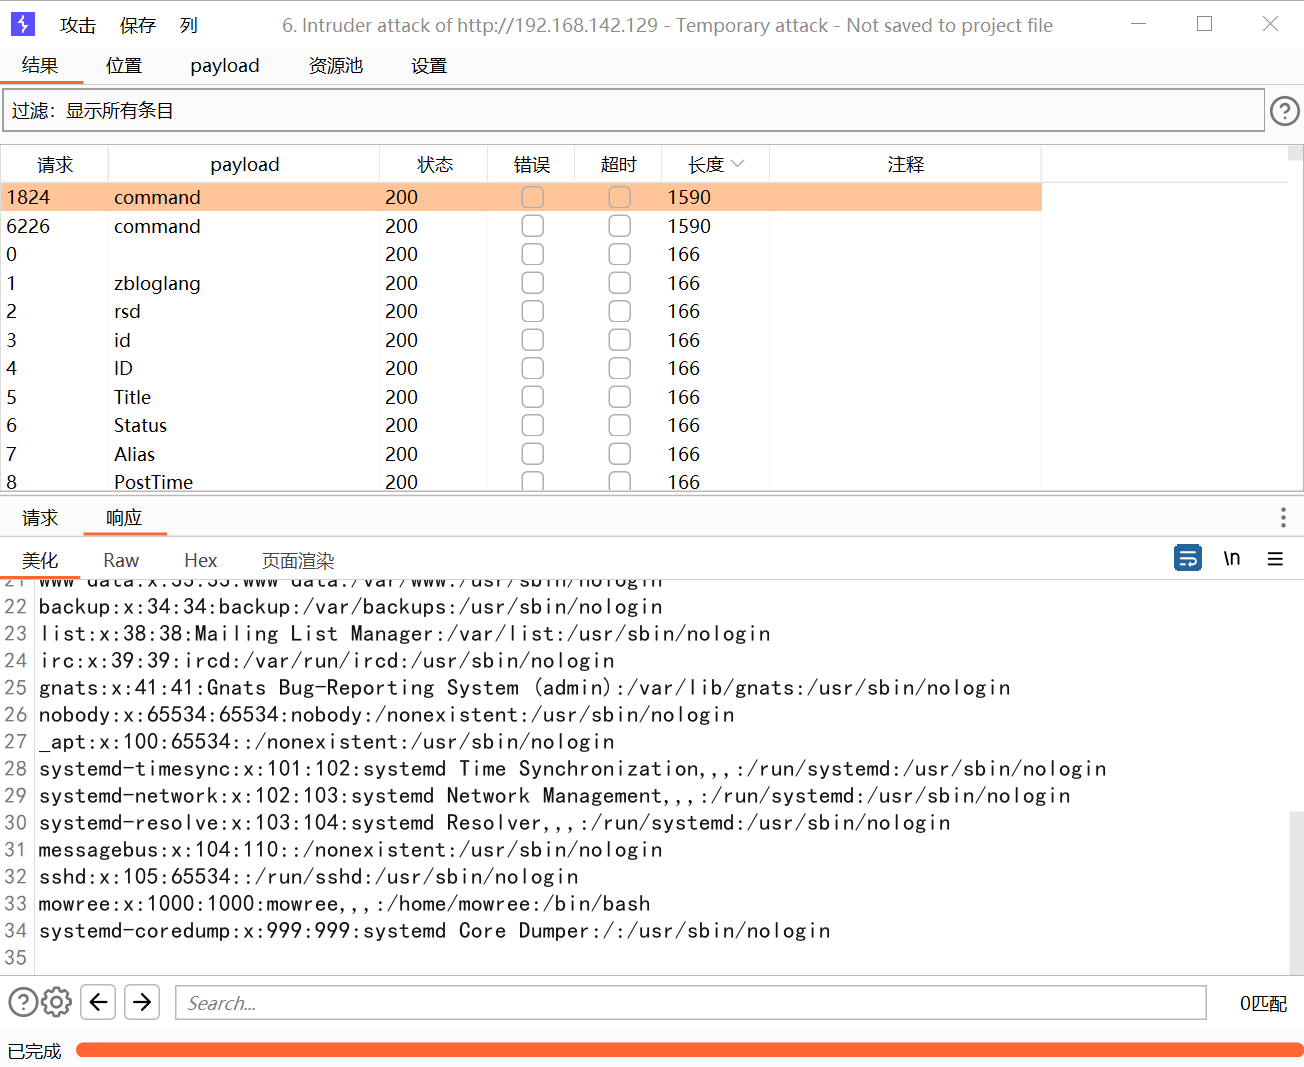 攻击 保存 列 6. Intruder attack of http://192.168.142.129 - Temporary attack - Not saved to project file
结果 位置 payload 资源池 设置
过滤：显示所有条目
请求 payload 状态 错误 超时 长度 注释
1824 command 200 1590
6226 command 200 1590
0 200 166
1 zbloglang 200 166
2 rsd 200 166
3 id 200 166
4 ID 200 166
5 Title 200 166
6 Status 200 166
7 Alias 200 166
8 PostTime 200 166
请求 响应
美化 Raw Hex 页面渲染 \n
21 www-data:x:33:33:www-data:/var/www:/usr/sbin/nologin
22 backup:x:34:34:backup:/var/backups:/usr/sbin/nologin
23 list:x:38:38:Mailing List Manager:/var/list:/usr/sbin/nologin
24 irc:x:39:39:ircd:/var/run/ircd:/usr/sbin/nologin
25 gnats:x:41:41:Gnats Bug-Reporting System (admin):/var/lib/gnats:/usr/sbin/nologin
26 nobody:x:65534:65534:nobody:/nonexistent:/usr/sbin/nologin
27 _apt:x:100:65534::/nonexistent:/usr/sbin/nologin
28 systemd-timesync:x:101:102:systemd Time Synchronization,,,:/run/systemd:/usr/sbin/nologin
29 systemd-network:x:102:103:systemd Network Management,,,:/run/systemd:/usr/sbin/nologin
30 systemd-resolve:x:103:104:systemd Resolver,,,:/run/systemd:/usr/sbin/nologin
31 messagebus:x:104:110::/nonexistent:/usr/sbin/nologin
32 sshd:x:105:65534::/run/sshd:/usr/sbin/nologin
33 mowree:x:1000:1000:mowree,,,:/home/mowree:/bin/bash
34 systemd-coredump:x:999:999:systemd Core Dumper:/:/usr/sbin/nologin
35
Search... 0匹配
已完成